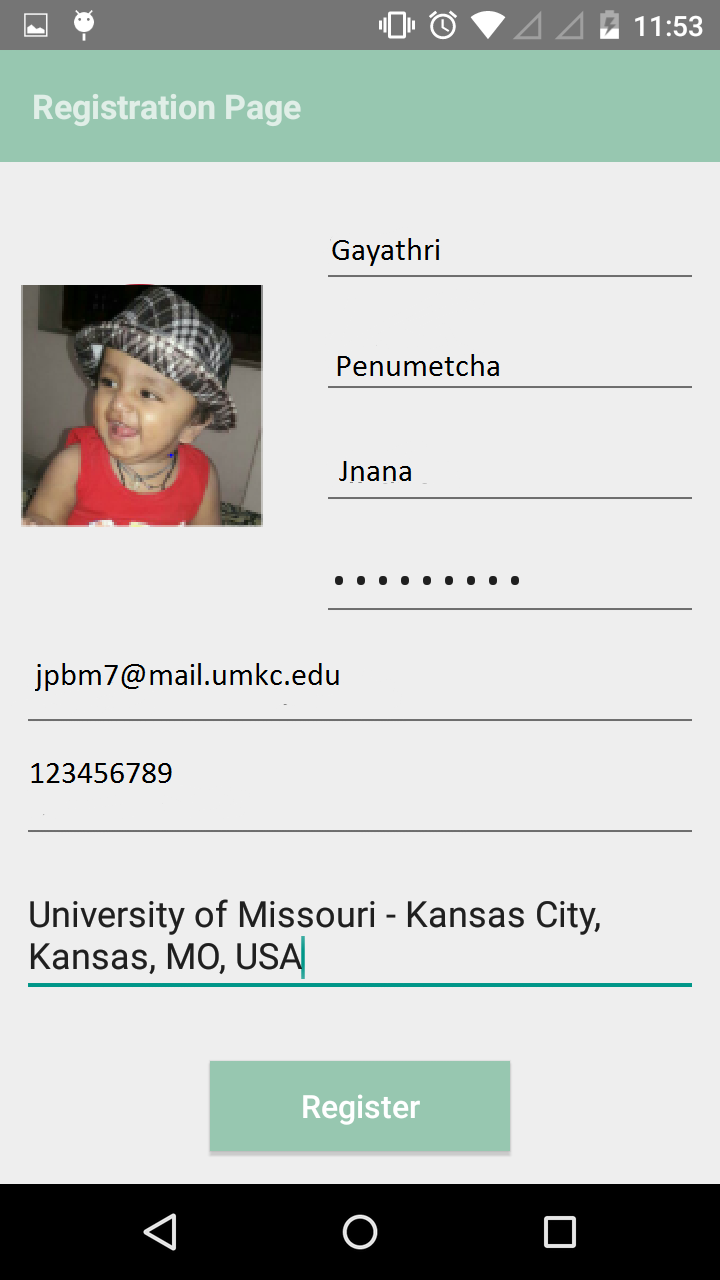 11:53
Registration Page
Gayathri
Penumetcha
Jnana
•••••••••
jpbm7@mail.umkc.edu
123456789
University of Missouri - Kansas City,
Kansas, MO, USA
Register